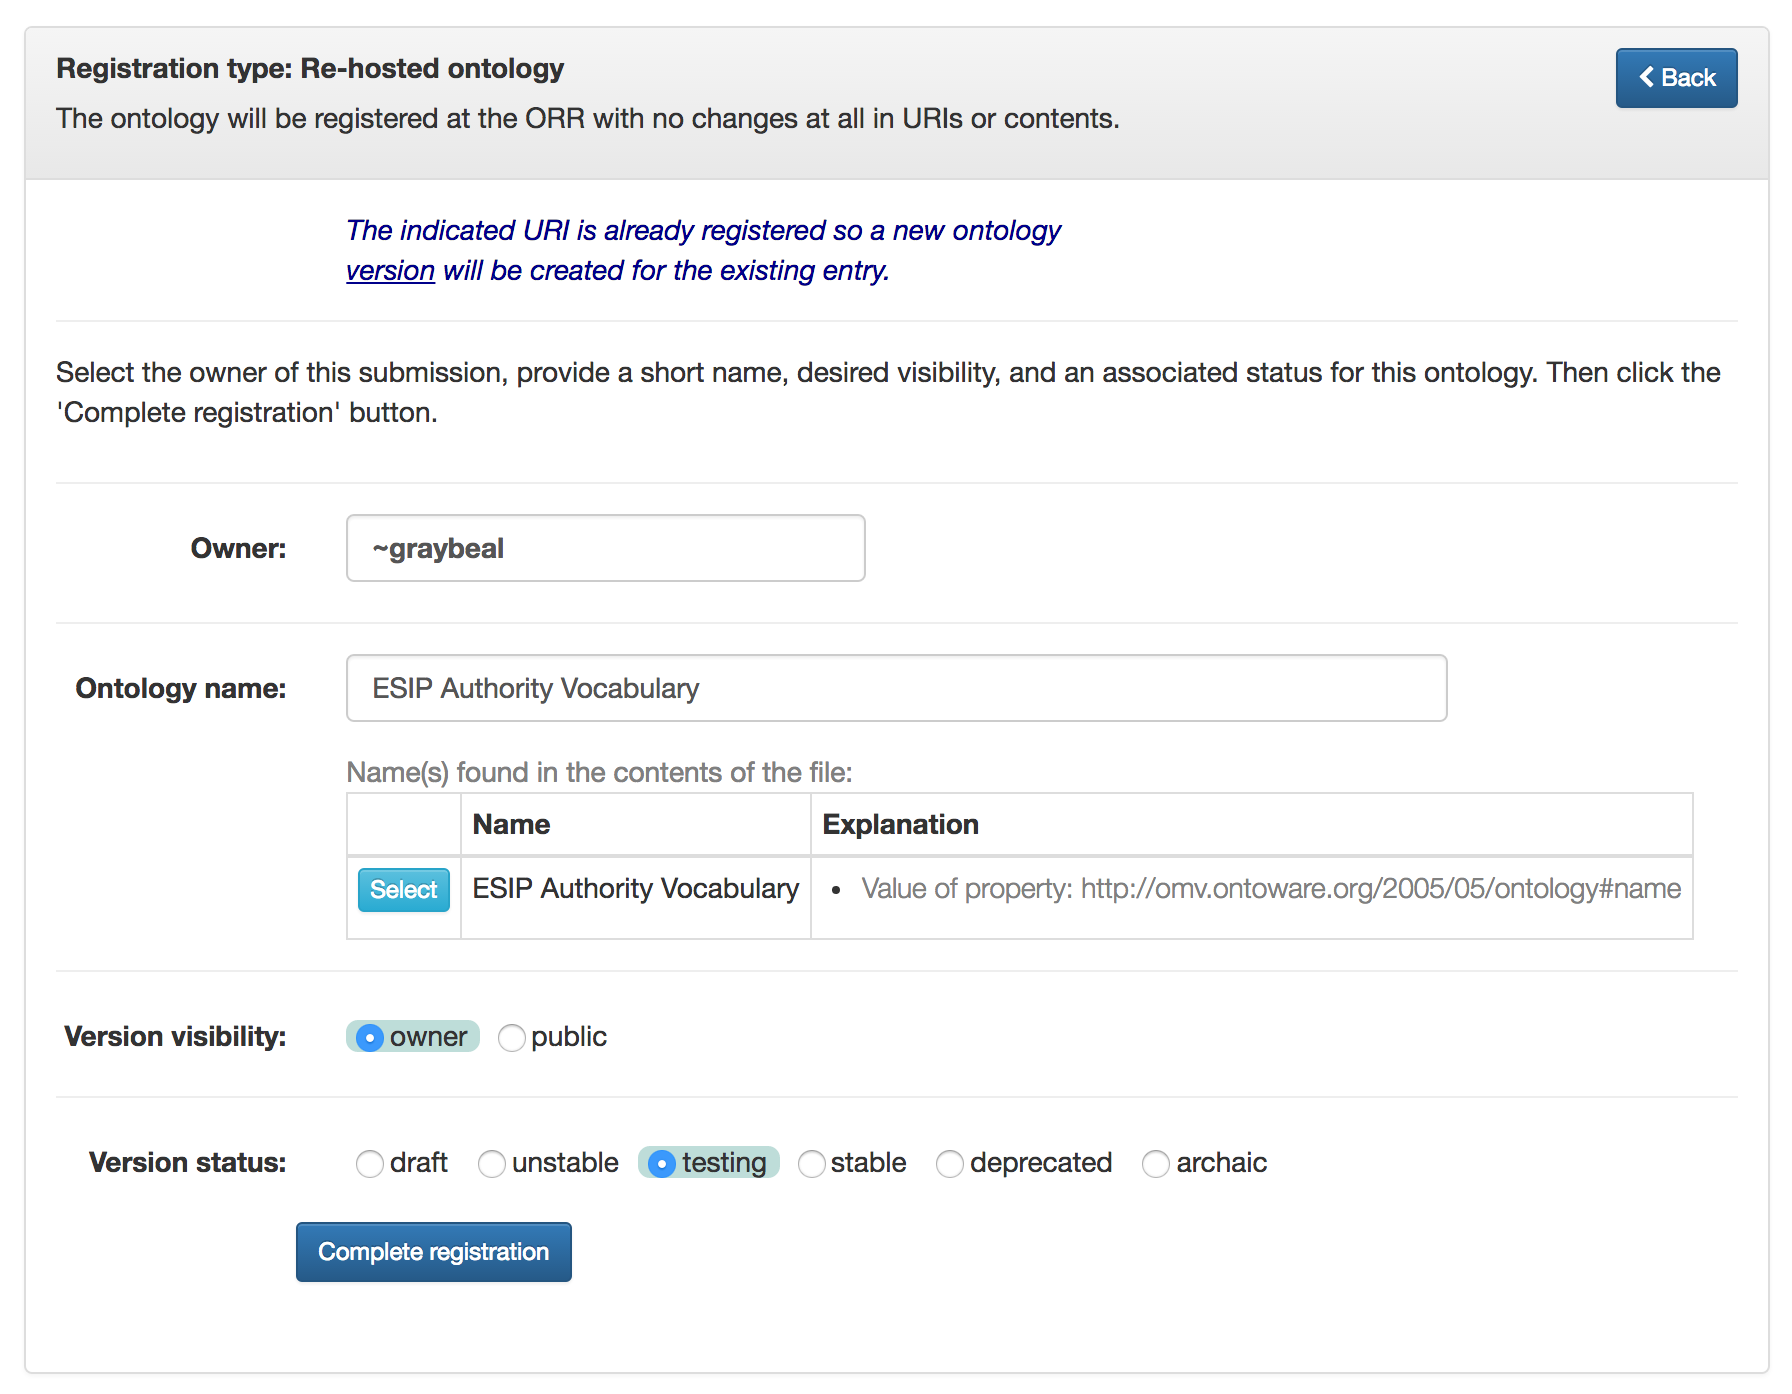 Registration type: Re-hosted ontology
Back
The ontology will be registered at the ORR with no changes at all in URIs or contents.
The indicated URI is already registered so a new ontology
version will be created for the existing entry.
Select the owner of this submission, provide a short name, desired visibility, and an associated status for this ontology. Then click the
'Complete registration' button.
Owner: ~graybeal
Ontology name: ESIP Authority Vocabulary
Name(s) found in the contents of the file:
Name Explanation
Select ESIP Authority Vocabulary • Value of property: http://omv.ontoware.org/2005/05/ontology#name
Version visibility: owner public
Version status: draft unstable testing stable deprecated archaic
Complete registration